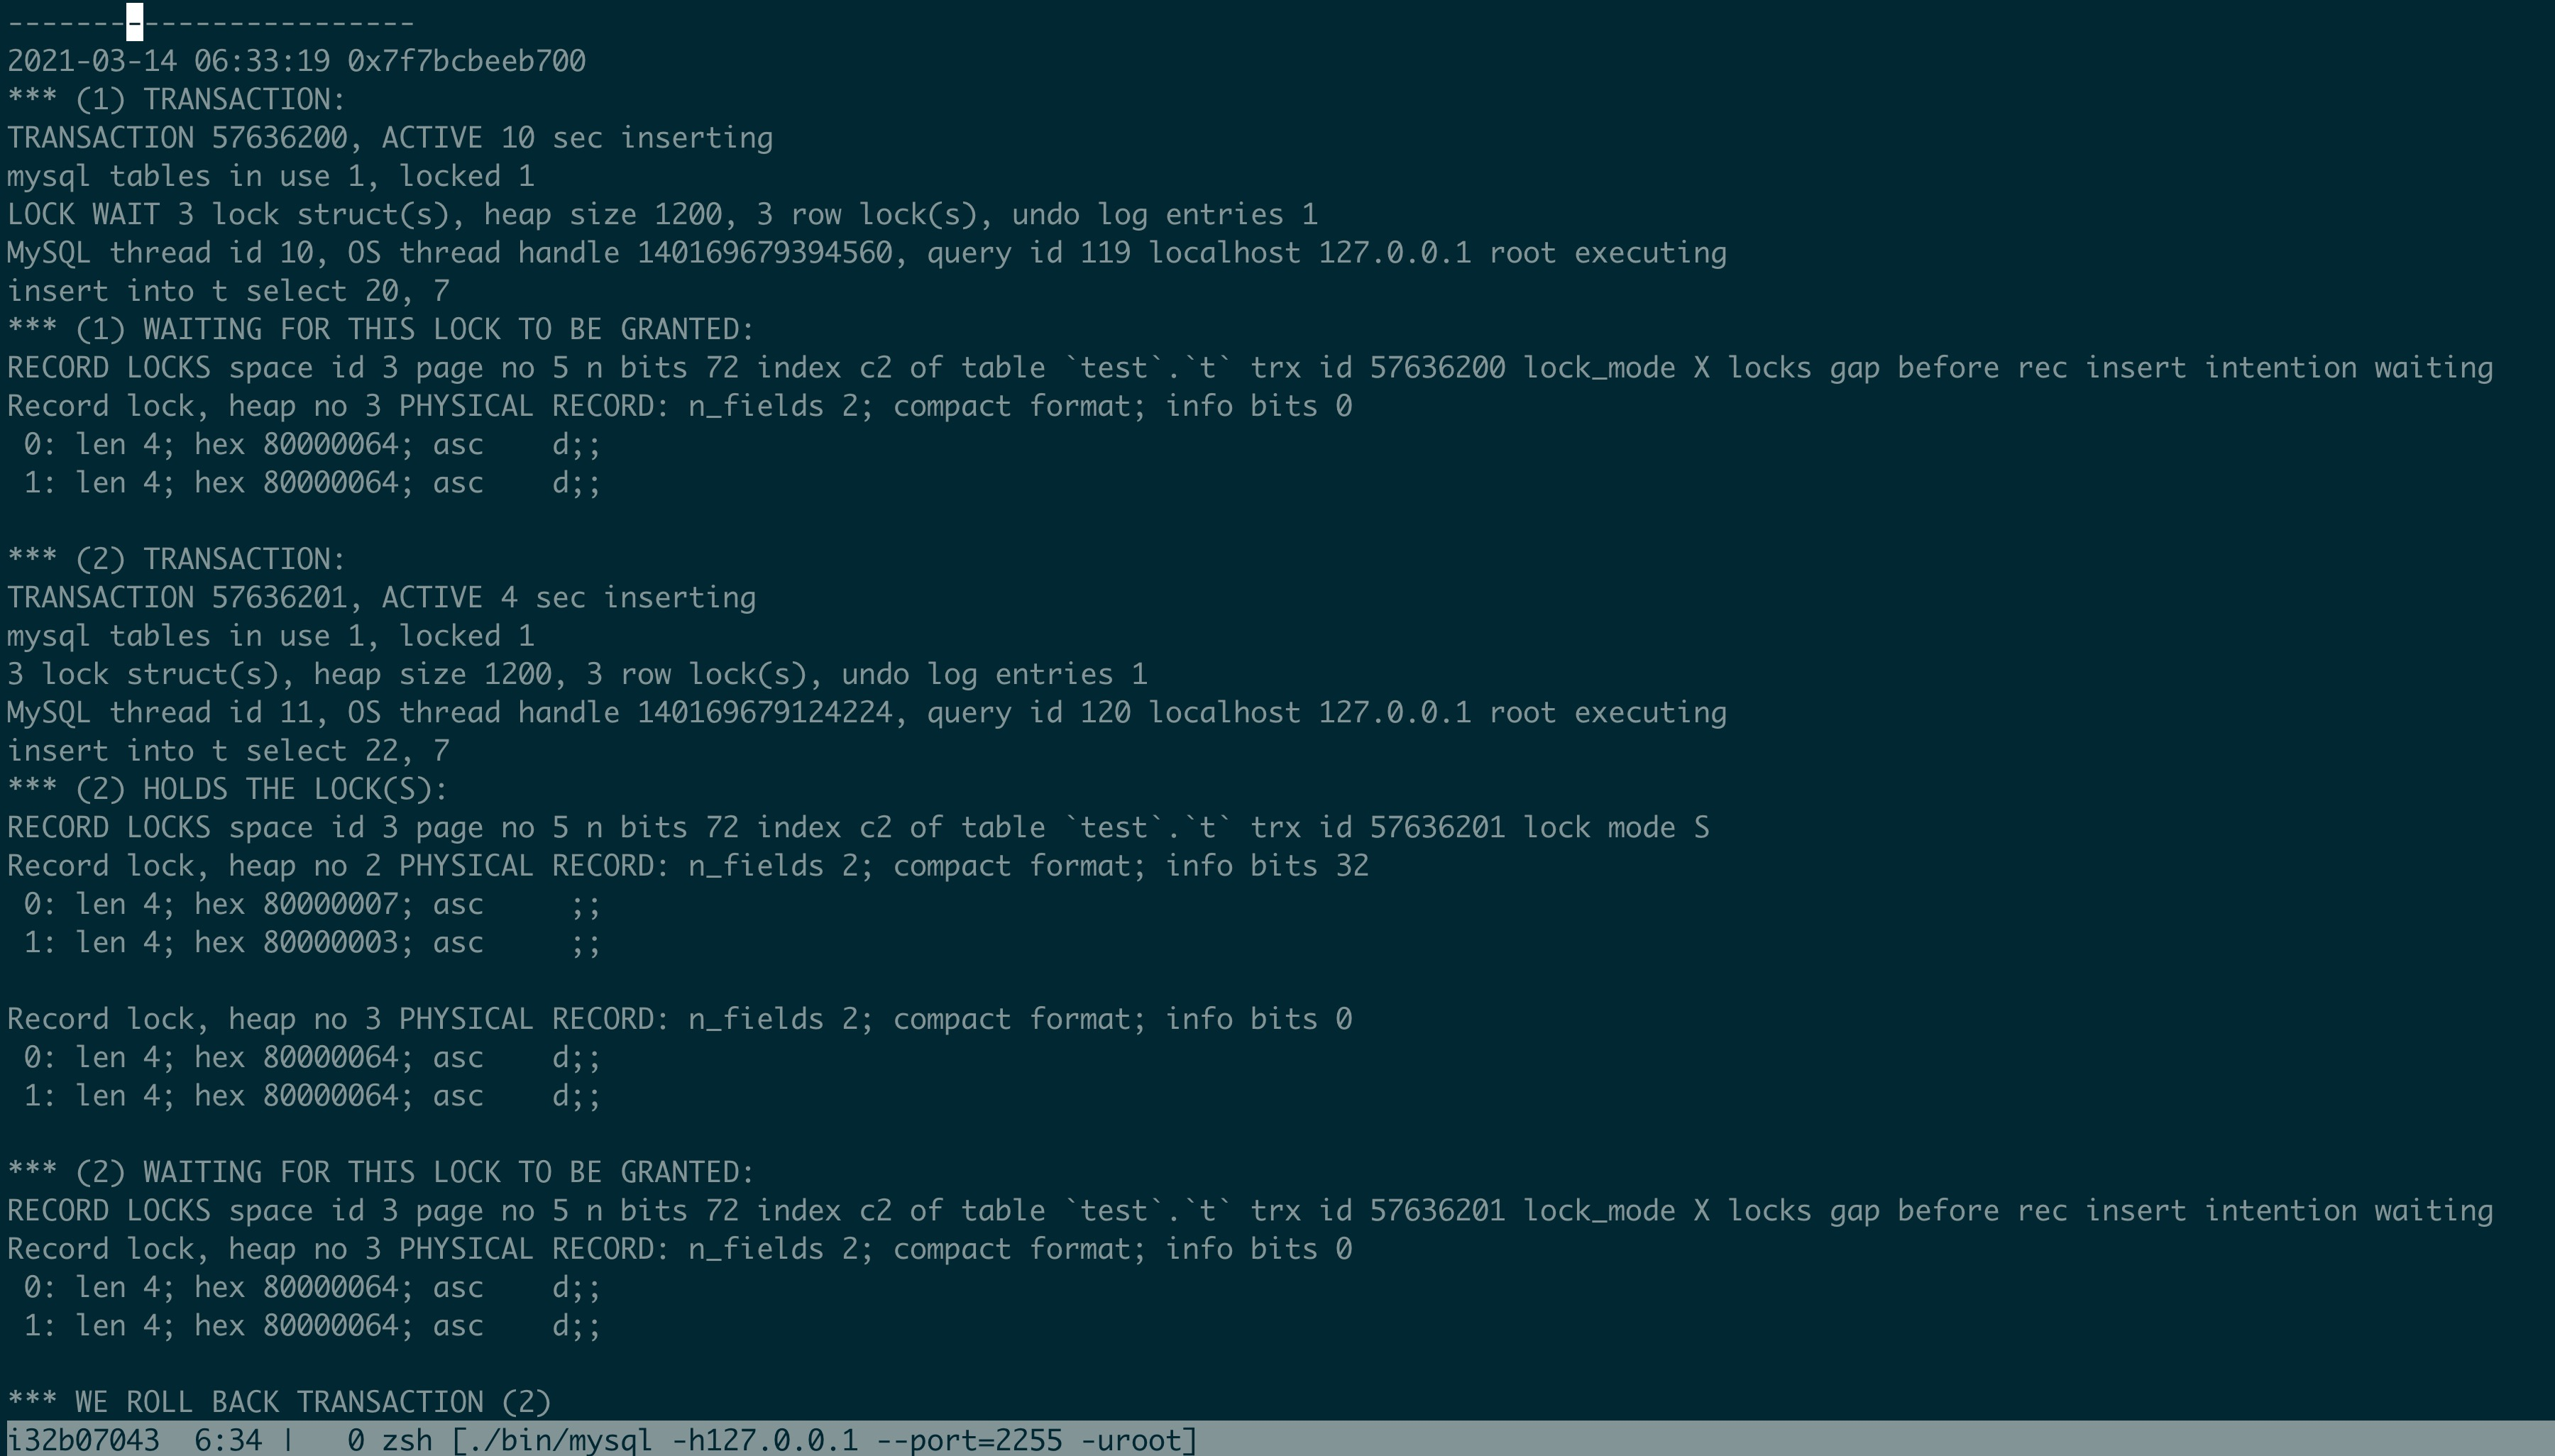 ------------------------
2021-03-14 06:33:19 0x7f7bcbeeb700
*** (1) TRANSACTION:
TRANSACTION 57636200, ACTIVE 10 sec inserting
mysql tables in use 1, locked 1
LOCK WAIT 3 lock struct(s), heap size 1200, 3 row lock(s), undo log entries 1
MySQL thread id 10, OS thread handle 140169679394560, query id 119 localhost 127.0.0.1 root executing
insert into t select 20, 7
*** (1) WAITING FOR THIS LOCK TO BE GRANTED:
RECORD LOCKS space id 3 page no 5 n bits 72 index c2 of table `test`.`t` trx id 57636200 lock_mode X locks gap before rec insert intention waiting
Record lock, heap no 3 PHYSICAL RECORD: n_fields 2; compact format; info bits 0
 0: len 4; hex 80000064; asc    d;;
 1: len 4; hex 80000064; asc    d;;

*** (2) TRANSACTION:
TRANSACTION 57636201, ACTIVE 4 sec inserting
mysql tables in use 1, locked 1
3 lock struct(s), heap size 1200, 3 row lock(s), undo log entries 1
MySQL thread id 11, OS thread handle 140169679124224, query id 120 localhost 127.0.0.1 root executing
insert into t select 22, 7
*** (2) HOLDS THE LOCK(S):
RECORD LOCKS space id 3 page no 5 n bits 72 index c2 of table `test`.`t` trx id 57636201 lock mode S
Record lock, heap no 2 PHYSICAL RECORD: n_fields 2; compact format; info bits 32
 0: len 4; hex 80000007; asc     ;;
 1: len 4; hex 80000003; asc     ;;

Record lock, heap no 3 PHYSICAL RECORD: n_fields 2; compact format; info bits 0
 0: len 4; hex 80000064; asc    d;;
 1: len 4; hex 80000064; asc    d;;

*** (2) WAITING FOR THIS LOCK TO BE GRANTED:
RECORD LOCKS space id 3 page no 5 n bits 72 index c2 of table `test`.`t` trx id 57636201 lock_mode X locks gap before rec insert intention waiting
Record lock, heap no 3 PHYSICAL RECORD: n_fields 2; compact format; info bits 0
 0: len 4; hex 80000064; asc    d;;
 1: len 4; hex 80000064; asc    d;;

*** WE ROLL BACK TRANSACTION (2)
i32b07043  6:34 |   0 zsh [./bin/mysql -h127.0.0.1 --port=2255 -uroot]